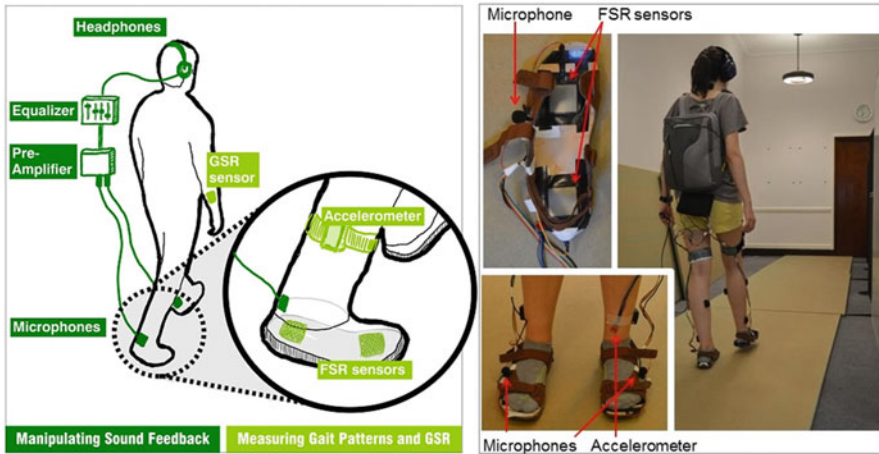 Headphones
Equalizer
Pre-
Amplifier
GSR
sensor
Accelerometer
Microphones
FSR sensors
Manipulating Sound Feedback
Measuring Gait Patterns and GSR
Microphone
FSR sensors
Microphones
Accelerometer